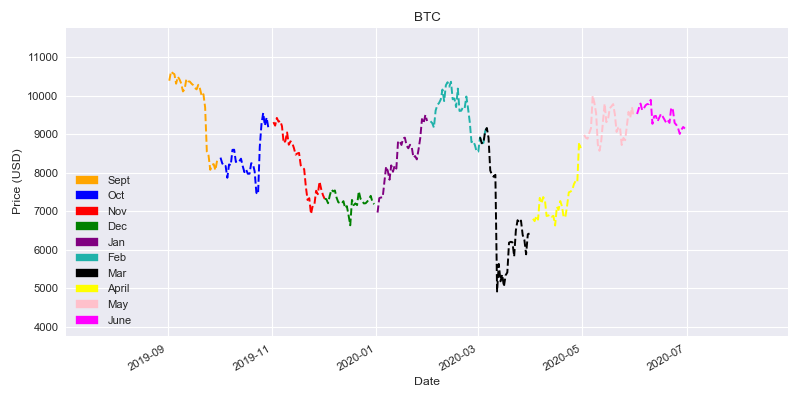 BTC
Price (USD)
11000
10000
9000
8000
7000
6000
5000
4000
Sept
Oct
Nov
Dec
Jan
Feb
Mar
April
May
June
2019-09
2019-11
2020-01
2020-03
2020-05
2020-07
Date